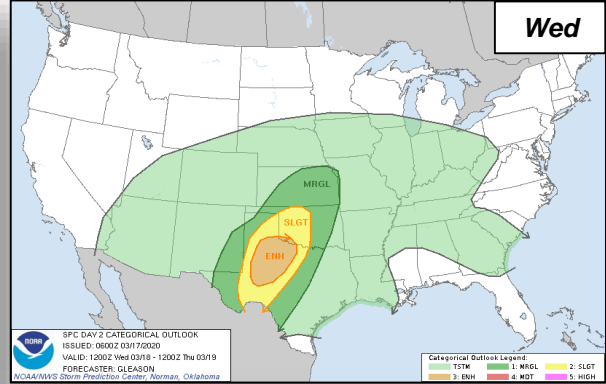 Wed
MRGL
SLGT
ENH
SPC DAY 2 CATEGORICAL OUTLOOK
ISSUED: 0600Z 03/17/2020
VALID: 1200Z Wed 03/18 - 1200Z Thu 03/19
FORECASTER: GLEASON
NOAA/NWS Storm Prediction Center, Norman, Oklahoma
NOAA
Categorical Outlook Legend:
TSTM 1: MRGL 2: SLGT
3: ENH 4: MDT 5: HIGH